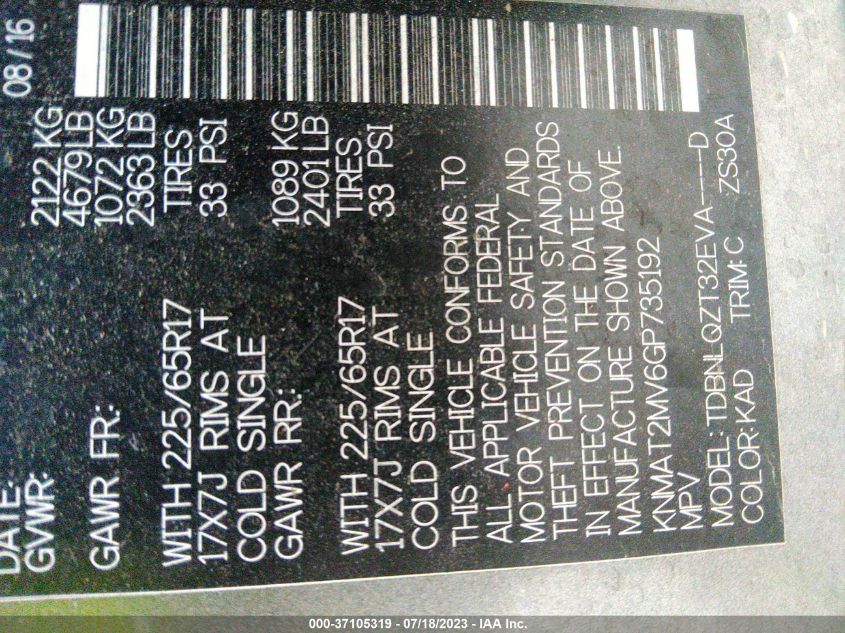 DATE: 08/16
GVWR: 2122 KG
4679 LB
GAWR FR: 1072 KG
2363 LB
WITH 225/65R17 TIRES
17X7J RIMS AT 33 PSI
COLD SINGLE
GAWR RR: 1089 KG
2401 LB
WITH 225/65R17 TIRES
17X7J RIMS AT 33 PSI
COLD SINGLE
THIS VEHICLE CONFORMS TO
ALL APPLICABLE FEDERAL
MOTOR VEHICLE SAFETY AND
THEFT PREVENTION STANDARDS
IN EFFECT ON THE DATE OF
MANUFACTURE SHOWN ABOVE.
KNMAT2MV6GP735192
MPV
MODEL: TDBNLQZT32EVA----D
COLOR: KAD TRIM: C ZS30A
000-37105319 - 07/18/2023 - IAA Inc.